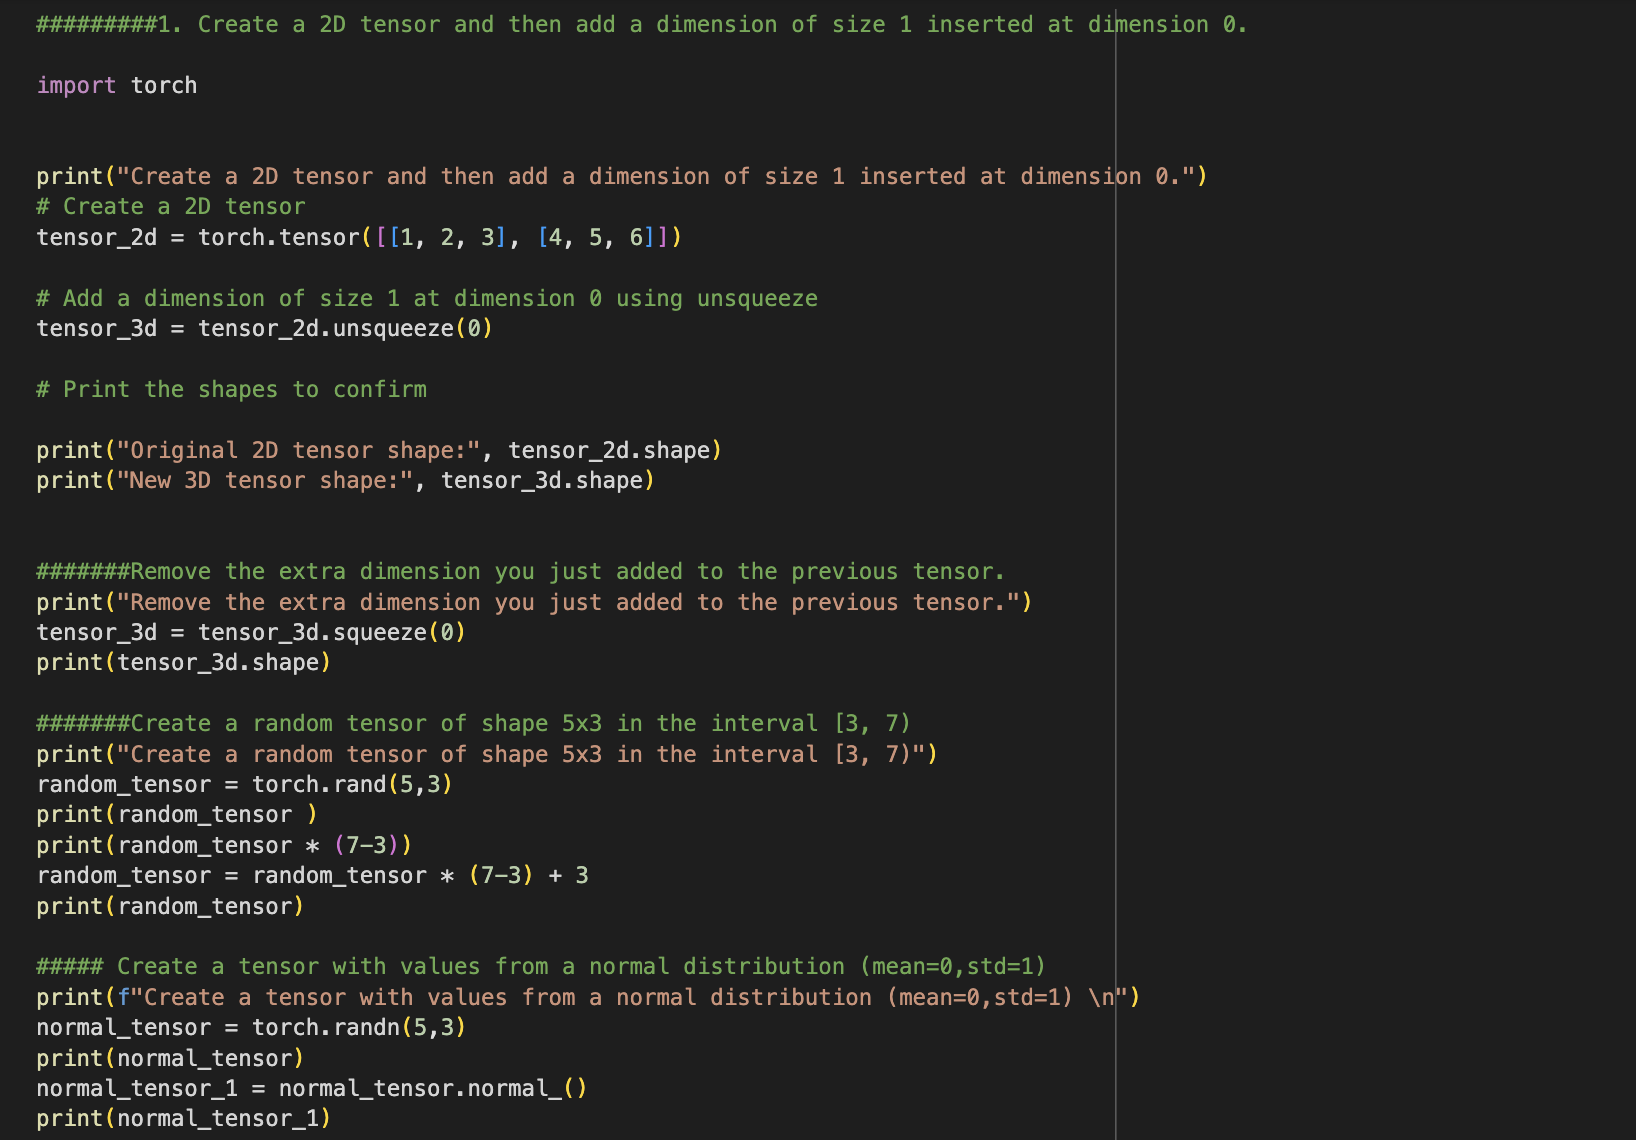 #########1. Create a 2D tensor and then add a dimension of size 1 inserted at dimension 0.
import torch
print("Create a 2D tensor and then add a dimension of size 1 inserted at dimension 0.")
# Create a 2D tensor
tensor_2d = torch.tensor([[1, 2, 3], [4, 5, 6]])
# Add a dimension of size 1 at dimension 0 using unsqueeze
tensor_3d = tensor_2d.unsqueeze(0)
# Print the shapes to confirm
print("Original 2D tensor shape:", tensor_2d.shape)
print("New 3D tensor shape:", tensor_3d.shape)
#######Remove the extra dimension you just added to the previous tensor.
print("Remove the extra dimension you just added to the previous tensor.")
tensor_3d = tensor_3d.squeeze(0)
print(tensor_3d.shape)
#######Create a random tensor of shape 5x3 in the interval [3, 7)
print("Create a random tensor of shape 5x3 in the interval [3, 7)")
random_tensor = torch.rand(5,3)
print(random_tensor )
print(random_tensor * (7-3))
random_tensor = random_tensor * (7-3) + 3
print(random_tensor)
##### Create a tensor with values from a normal distribution (mean=0,std=1)
print(f"Create a tensor with values from a normal distribution (mean=0,std=1) \n")
normal_tensor = torch.randn(5,3)
print(normal_tensor)
normal_tensor_1 = normal_tensor.normal_()
print(normal_tensor_1)